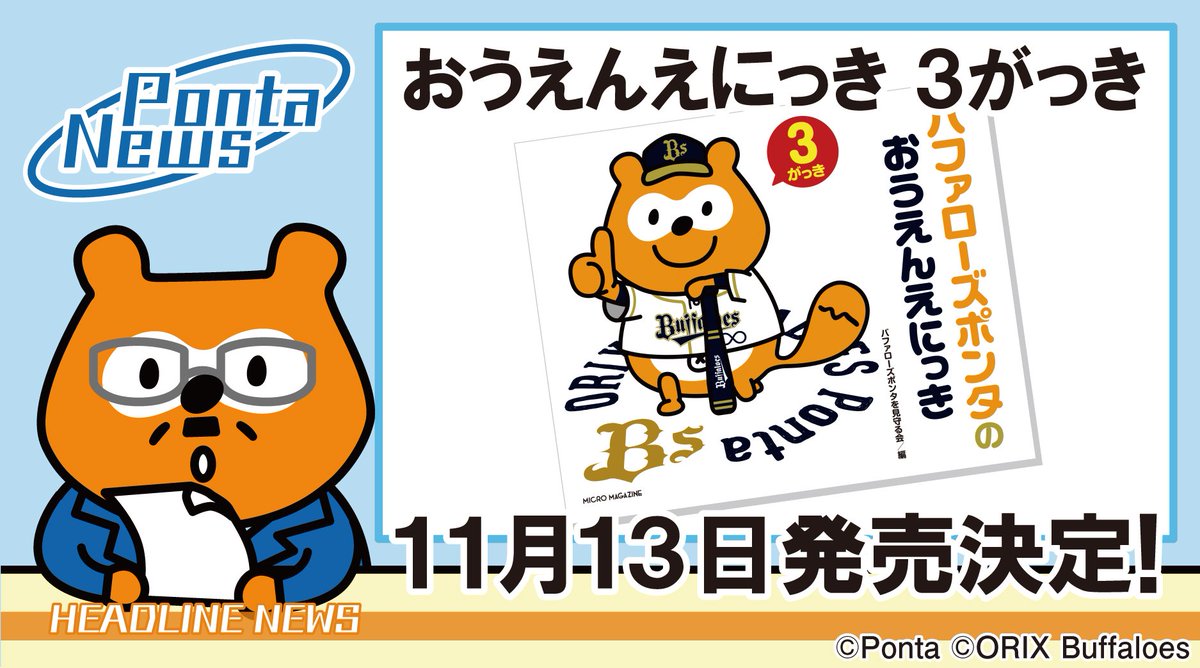 Ponta
News
おうえんえにっき 3がっき
3
がっき
Bs
バファローズポンタの
おうえんえにっき
バファローズポンタを見守る会/編
Buffaloes
Buffaloes
Ponta
Bs
MICRO MAGAZINE
11月13日発売決定!
HEADLINE NEWS
©Ponta ©ORIX Buffaloes